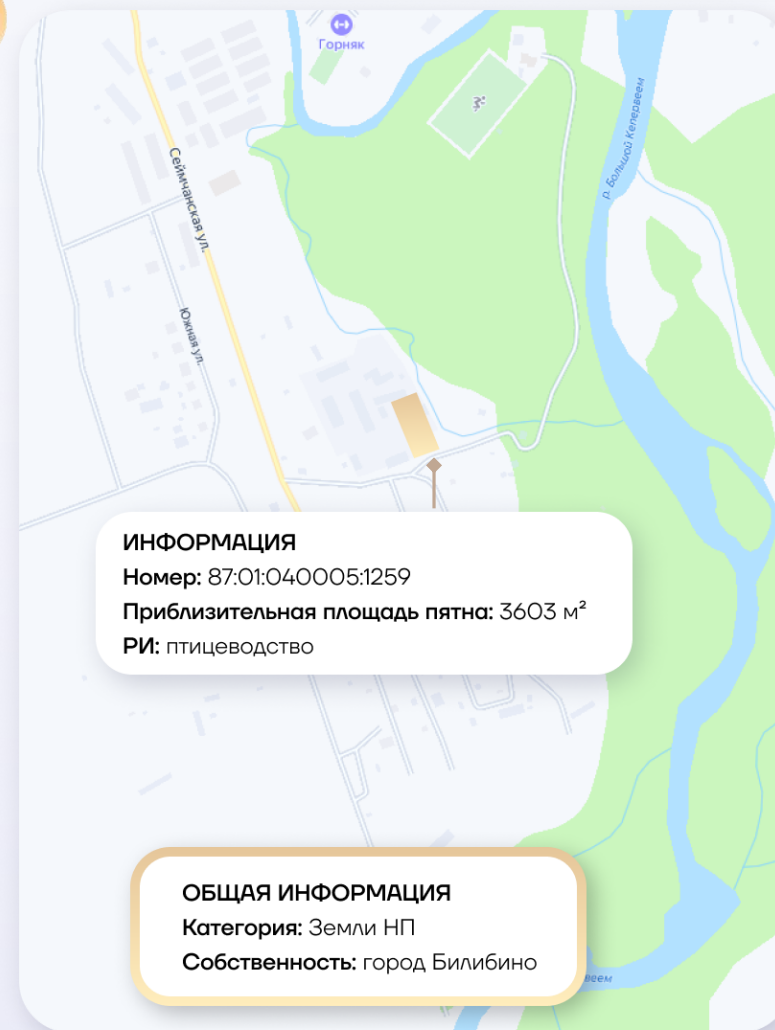 Горняк
р. Большой Кепервеем
Сеймчанская ул.
Южная ул.
ИНФОРМАЦИЯ
Номер: 87:01:040005:1259
Приблизительная площадь пятна: 3603 м²
РИ: птицеводство
ОБЩАЯ ИНФОРМАЦИЯ
Категория: Земли НП
Собственность: город Билибино
веем